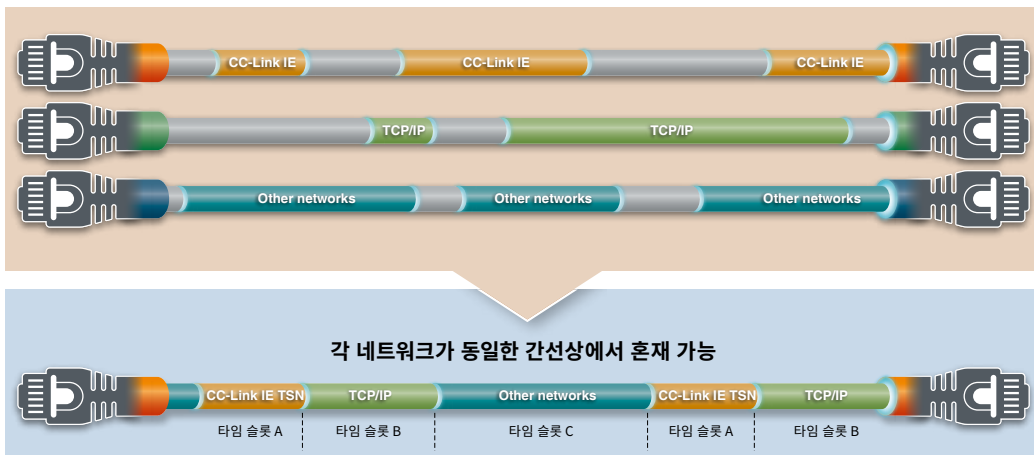 CC-Link IE CC-Link IE CC-Link IE
TCP/IP TCP/IP
Other networks Other networks Other networks
각 네트워크가 동일한 간선상에서 혼재 가능
CC-Link IE TSN TCP/IP Other networks CC-Link IE TSN TCP/IP
타임 슬롯 A 타임 슬롯 B 타임 슬롯 C 타임 슬롯 A 타임 슬롯 B